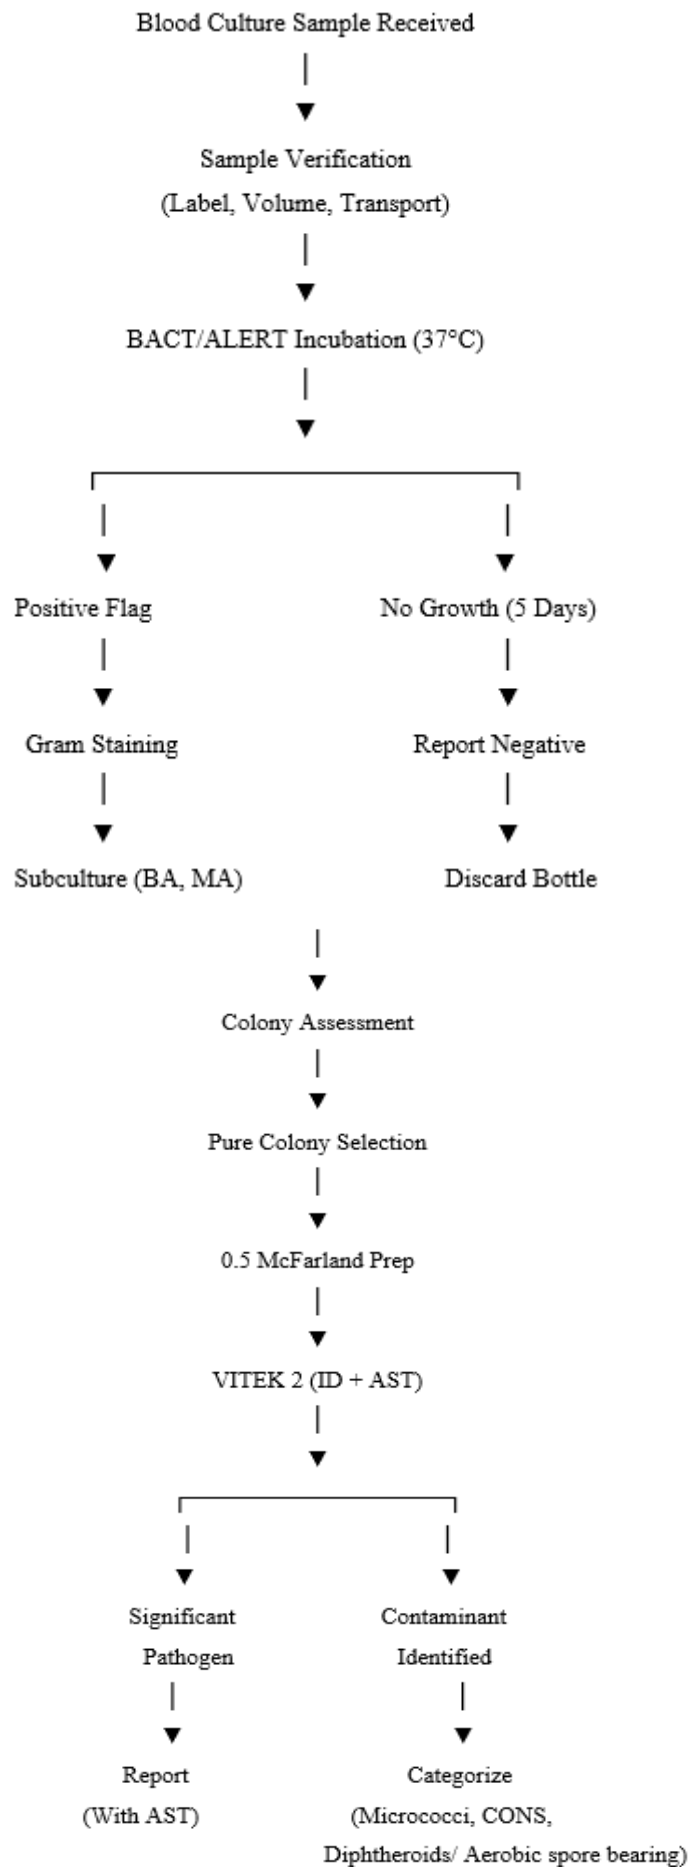 Blood Culture Sample Received
Sample Verification
(Label, Volume, Transport)
BACT/ALERT Incubation (37°C)
Positive Flag
No Growth (5 Days)
Gram Staining
Report Negative
Subculture (BA, MA)
Discard Bottle
Colony Assessment
Pure Colony Selection
0.5 McFarland Prep
VITEK 2 (ID + AST)
Significant
Pathogen
Contaminant
Identified
Report
(With AST)
Categorize
(Micrococci, CONS,
Diphtheroids/ Aerobic spore bearing)